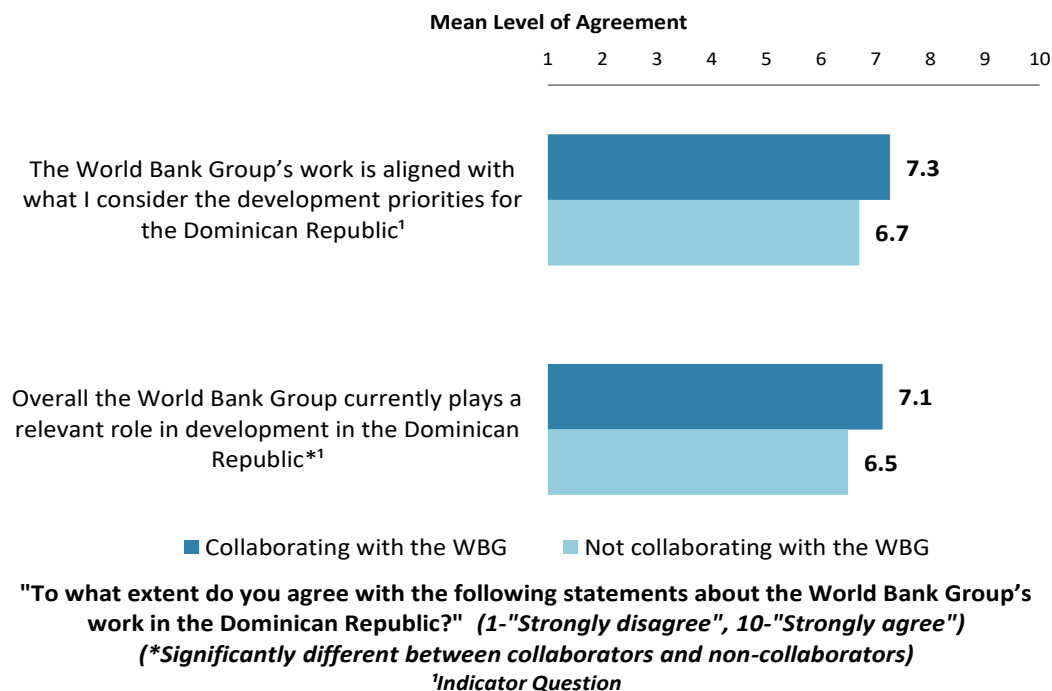 Mean Level of Agreement
1 2 3 4 5 6 7 8 9 10
The World Bank Group’s work is aligned with
what I consider the development priorities for
the Dominican Republic¹
7.3
6.7
Overall the World Bank Group currently plays a
relevant role in development in the Dominican
Republic*¹
7.1
6.5
Collaborating with the WBG Not collaborating with the WBG
"To what extent do you agree with the following statements about the World Bank Group’s
work in the Dominican Republic?" (1-"Strongly disagree", 10-"Strongly agree")
(*Significantly different between collaborators and non-collaborators)
¹Indicator Question